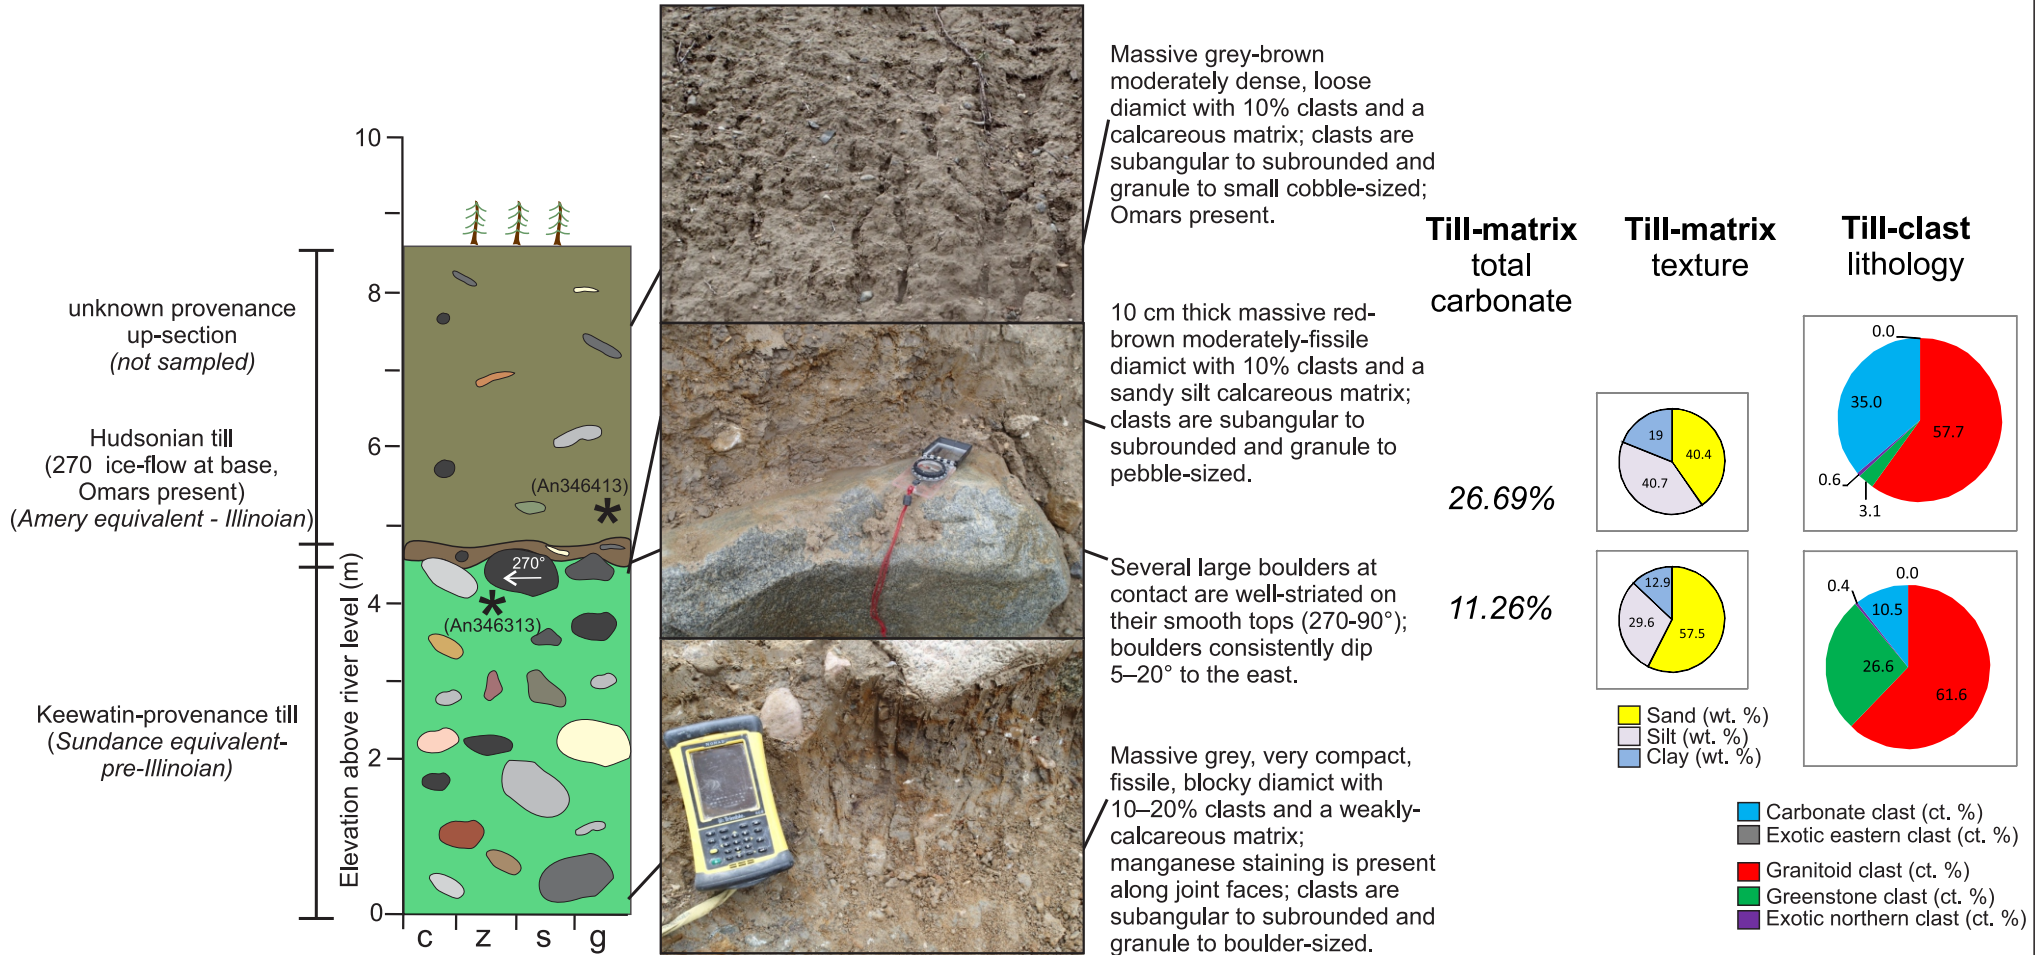 unknown provenance
up-section
(not sampled)
Hudsonian till
(270 ice-flow at base,
Omars present)
(Amery equivalent - Illinoian)
Keewatin-provenance till
(Sundance equivalent-
pre-Illinoian)
Elevation above river level (m)
10
8
6
4
2
0
c z s g
(An346413)
*
270°
*
(An346313)
Massive grey-brown
moderately dense, loose
diamict with 10% clasts and a
calcareous matrix; clasts are
subangular to subrounded and
granule to small cobble-sized;
Omars present.
10 cm thick massive red-
brown moderately-fissile
diamict with 10% clasts and a
sandy silt calcareous matrix;
clasts are subangular to
subrounded and granule to
pebble-sized.
Several large boulders at
contact are well-striated on
their smooth tops (270-90°);
boulders consistently dip
5–20° to the east.
Massive grey, very compact,
fissile, blocky diamict with
10–20% clasts and a weakly-
calcareous matrix;
manganese staining is present
along joint faces; clasts are
subangular to subrounded and
granule to boulder-sized.
Till-matrix
total
carbonate
26.69%
11.26%
Till-matrix
texture
19
40.4
40.7
12.9
29.6
57.5
Sand (wt. %)
Silt (wt. %)
Clay (wt. %)
Till-clast
lithology
0.0
35.0
57.7
0.6
3.1
0.0
0.4
10.5
26.6
61.6
Carbonate clast (ct. %)
Exotic eastern clast (ct. %)
Granitoid clast (ct. %)
Greenstone clast (ct. %)
Exotic northern clast (ct. %)